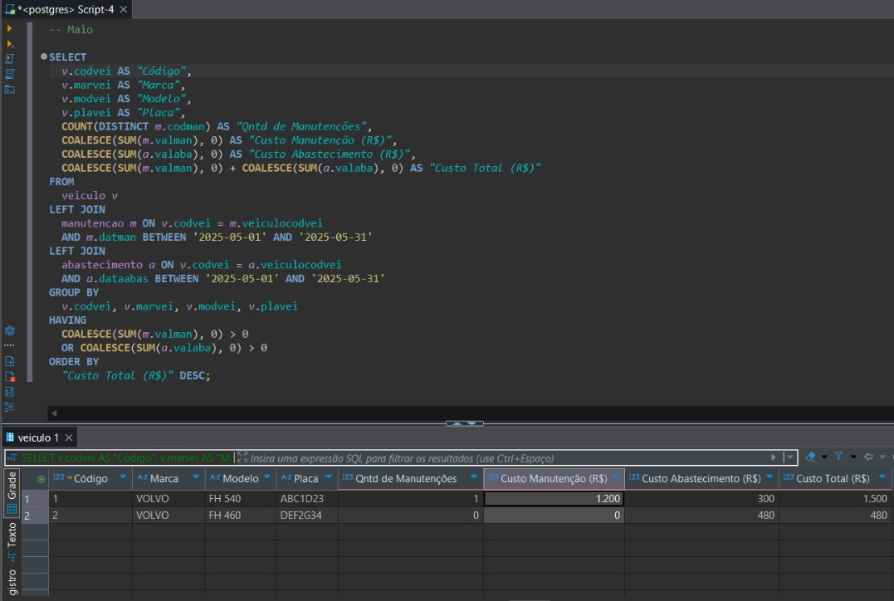 *<postgres> Script-4
-- Maio
SELECT
v.codvei AS "Código",
v.marvei AS "Marca",
v.modvei AS "Modelo",
v.plavei AS "Placa",
COUNT(DISTINCT m.codman) AS "Qntd de Manutenções",
COALESCE(SUM(m.valman), 0) AS "Custo Manutenção (R$)",
COALESCE(SUM(a.valaba), 0) AS "Custo Abastecimento (R$)",
COALESCE(SUM(m.valman), 0) + COALESCE(SUM(a.valaba), 0) AS "Custo Total (R$)"
FROM
veiculo v
LEFT JOIN
manutencao m ON v.codvei = m.veiculocodvei
AND m.datman BETWEEN '2025-05-01' AND '2025-05-31'
LEFT JOIN
abastecimento a ON v.codvei = a.veiculocodvei
AND a.dataabas BETWEEN '2025-05-01' AND '2025-05-31'
GROUP BY
v.codvei, v.marvei, v.modvei, v.plavei
HAVING
COALESCE(SUM(m.valman), 0) > 0
OR COALESCE(SUM(a.valaba), 0) > 0
ORDER BY
"Custo Total (R$)" DESC;
veiculo 1
SELECT v.codvei AS "Código", v.marvei AS "M Insira uma expressão SQL para filtrar os resultados (use Ctrl+Espaço)
Grade
Texto
gistro
123 Código A-Z Marca A-Z Modelo A-Z Placa 123 Qntd de Manutenções 123 Custo Manutenção (R$) 123 Custo Abastecimento (R$) 123 Custo Total (R$)
1 1 VOLVO FH 540 ABC1D23 1 1.200 300 1.500
2 2 VOLVO FH 460 DEF2G34 0 0 480 480